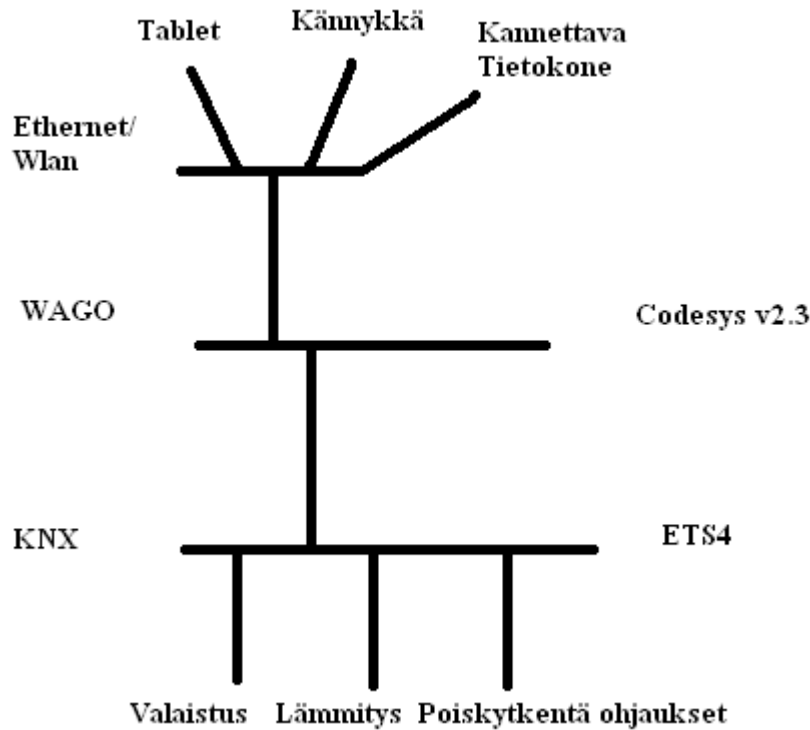 Tablet
Kännykkä
Kannettava
Tietokone
Ethernet/
Wlan
WAGO
Codesys v2.3
KNX
ETS4
Valaistus
Lämmitys
Poiskytkentä ohjaukset